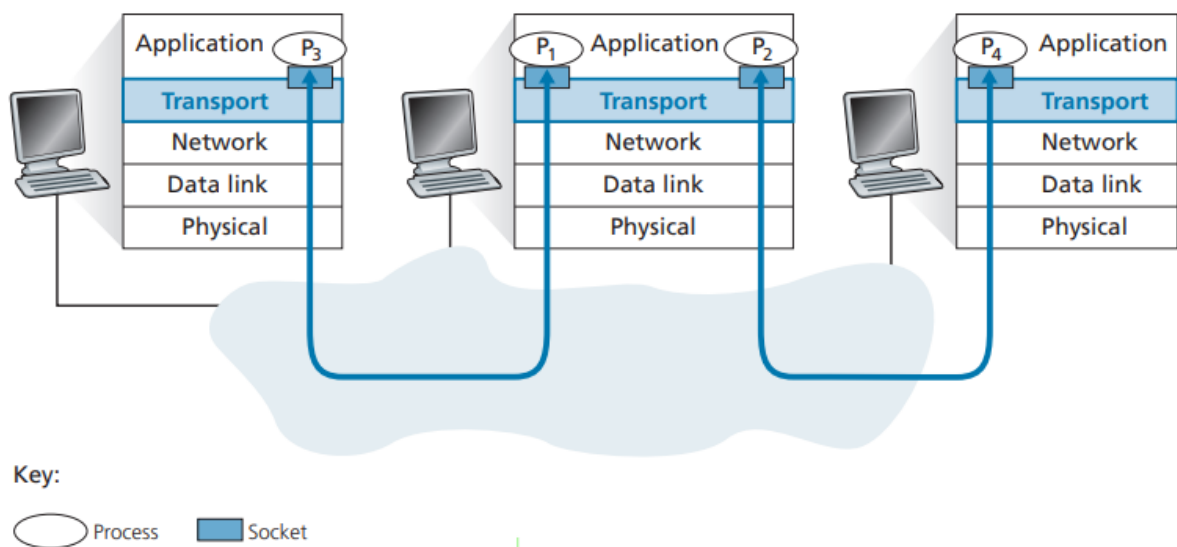 Application P3 P1 Application P2 P4 Application
Transport Transport Transport
Network Network Network
Data link Data link Data link
Physical Physical Physical
Key:
Process Socket